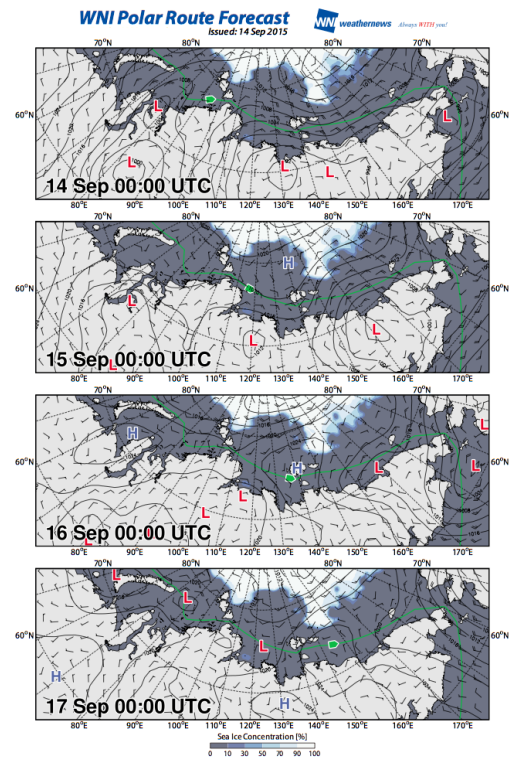 WNI Polar Route Forecast
Issued: 14 Sep 2015
WNI weathernews Always WITH you!
70°N 80°N 80°N 70°N
60°N 60°N
L L L L L
14 Sep 00:00 UTC
80°E 90°E 100°E 110°E 120°E 130°E 140°E 150°E 160°E 170°E
70°N 80°N 80°N 70°N
60°N 60°N
H L L L L
15 Sep 00:00 UTC
80°E 90°E 100°E 110°E 120°E 130°E 140°E 150°E 160°E 170°E
70°N 80°N 80°N 70°N
60°N 60°N
L H H L L L L L
16 Sep 00:00 UTC
80°E 90°E 100°E 110°E 120°E 130°E 140°E 150°E 160°E 170°E
70°N 80°N 80°N 70°N
60°N 60°N
L L L H H
17 Sep 00:00 UTC
80°E 90°E 100°E 110°E 120°E 130°E 140°E 150°E 160°E 170°E
Sea Ice Concentration [%]
0 10 30 50 70 90 100